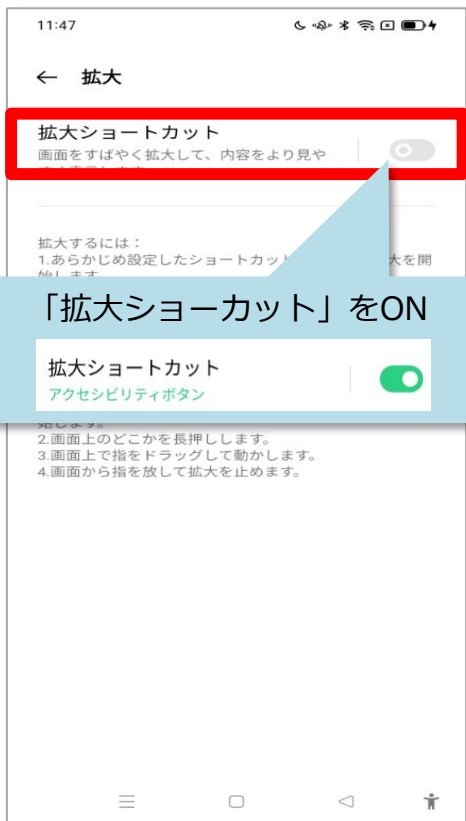 11:47
拡大
拡大ショートカット
画面をすばやく拡大して、内容をより見や
拡大するには：
1.あらかじめ設定したショートカッ
大を開
「拡大ショーカット」をON
拡大ショートカット
アクセシビリティボタン
始します。
2.画面上のどこかを長押しします。
3.画面上で指をドラッグして動かします。
4.画面から指を放して拡大を止めます。